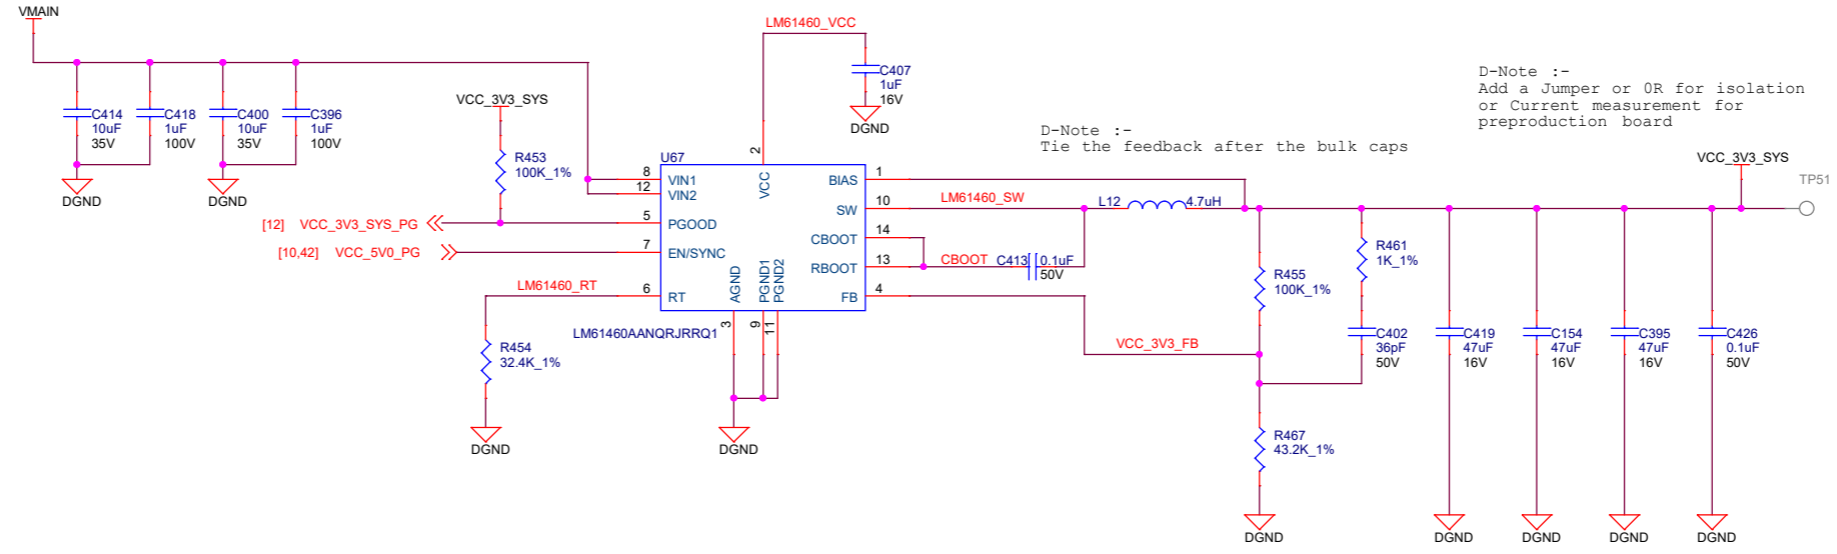 VMAIN
LM61460_VCC
C407
1uF
16V
DGND
D-Note :-
Add a Jumper or 0R for isolation
or Current measurement for
preproduction board
C414
10uF
35V
C418
1uF
100V
C400
10uF
35V
C396
1uF
100V
DGND
DGND
VCC_3V3_SYS
R453
100K_1%
D-Note :-
Tie the feedback after the bulk caps
VCC_3V3_SYS
TP51
U67
2
VCC
8
VIN1
12
VIN2
5
PGOOD
7
EN/SYNC
6
RT
BIAS
1
SW
10
CBOOT
14
RBOOT
13
FB
4
AGND
PGND1
PGND2
3
9
11
LM61460AANQRJRRQ1
[12] VCC_3V3_SYS_PG
[10,42] VCC_5V0_PG
LM61460_RT
R454
32.4K_1%
DGND
DGND
LM61460_SW
L12
4.7uH
CBOOT
C413
0.1uF
50V
VCC_3V3_FB
R455
100K_1%
R461
1K_1%
C402
36pF
50V
R467
43.2K_1%
DGND
C419
47uF
16V
C154
47uF
16V
C395
47uF
16V
C426
0.1uF
50V
DGND
DGND
DGND
DGND